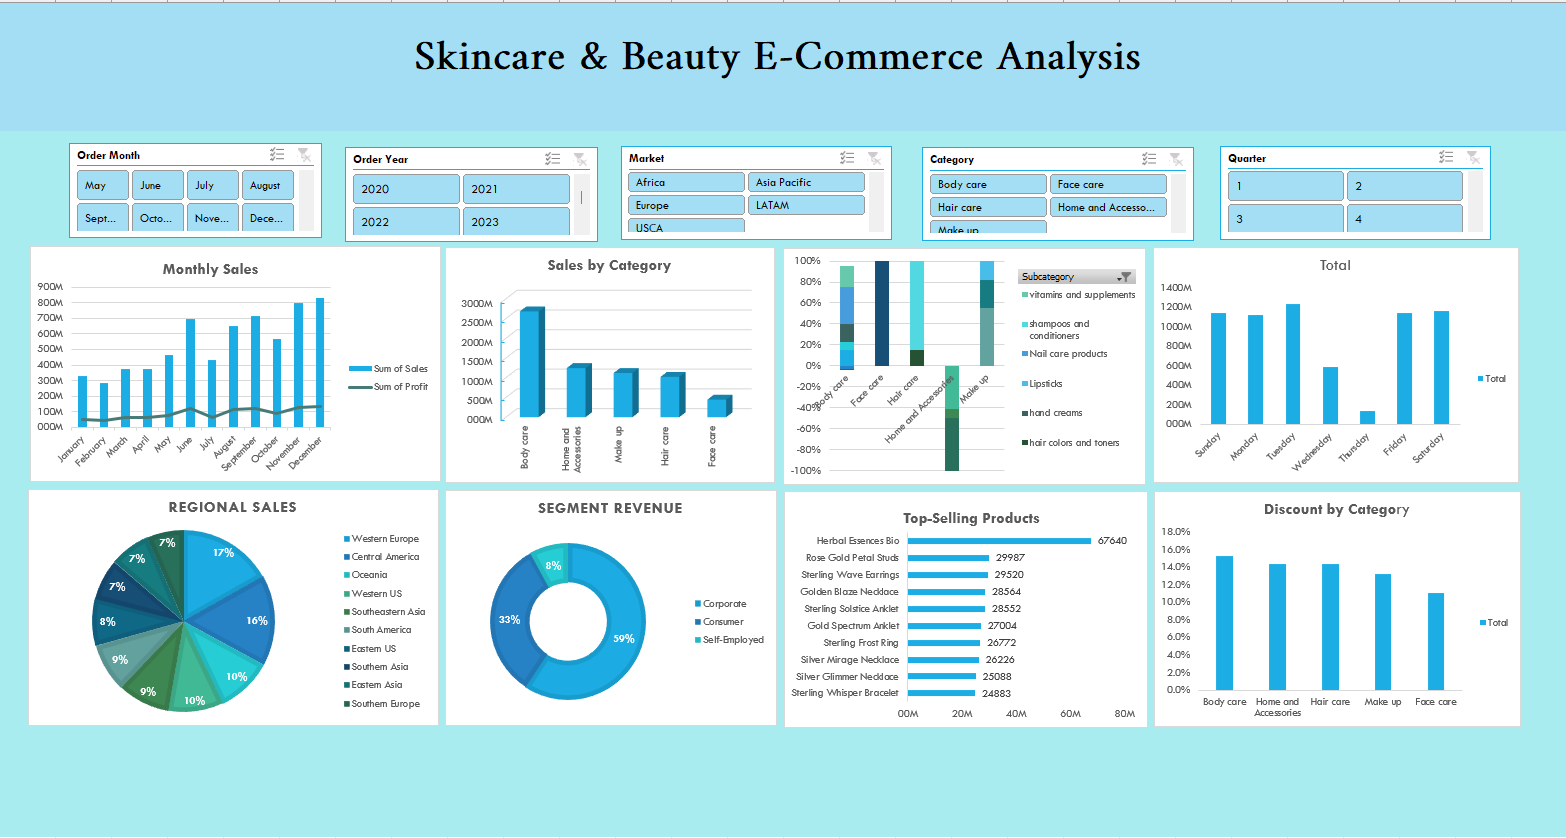 Skincare & Beauty E-Commerce Analysis
Order Month
May
June
July
August
Sept...
Octo...
Nove...
Dece...
Order Year
2020
2021
2022
2023
Market
Africa
Asia Pacific
Europe
LATAM
USCA
Category
Body care
Face care
Hair care
Home and Accesso...
Make up
Quarter
1
2
3
4
Monthly Sales
900M
800M
700M
600M
500M
400M
300M
200M
100M
000M
January
February
March
April
May
June
July
August
September
October
November
December
Sum of Sales
Sum of Profit
Sales by Category
3000M
2500M
2000M
1500M
1000M
500M
000M
Body care
Home and
Accessories
Make up
Hair care
Face care
100%
80%
60%
40%
20%
0%
-20%
-40%
-60%
-80%
-100%
Body care
Face care
Hair care
Home and Accessories
Make up
Subcategory
vitamins and supplements
shampoos and
conditioners
Nail care products
Lipsticks
hand creams
hair colors and toners
Total
1400M
1200M
1000M
800M
600M
400M
200M
000M
Sunday
Monday
Tuesday
Wednesday
Thursday
Friday
Saturday
Total
REGIONAL SALES
17%
16%
10%
10%
9%
9%
8%
7%
7%
7%
Western Europe
Central America
Oceania
Western US
Southeastern Asia
South America
Eastern US
Southern Asia
Eastern Asia
Southern Europe
SEGMENT REVENUE
59%
33%
8%
Corporate
Consumer
Self-Employed
Top-Selling Products
Herbal Essences Bio 67640
Rose Gold Petal Studs 29987
Sterling Wave Earrings 29520
Golden Blaze Necklace 28564
Sterling Solstice Anklet 28552
Gold Spectrum Anklet 27004
Sterling Frost Ring 26772
Silver Mirage Necklace 26226
Silver Glimmer Necklace 25088
Sterling Whisper Bracelet 24883
00M 20M 40M 60M 80M
Discount by Category
18.0%
16.0%
14.0%
12.0%
10.0%
8.0%
6.0%
4.0%
2.0%
0.0%
Body care
Home and
Accessories
Hair care
Make up
Face care
Total